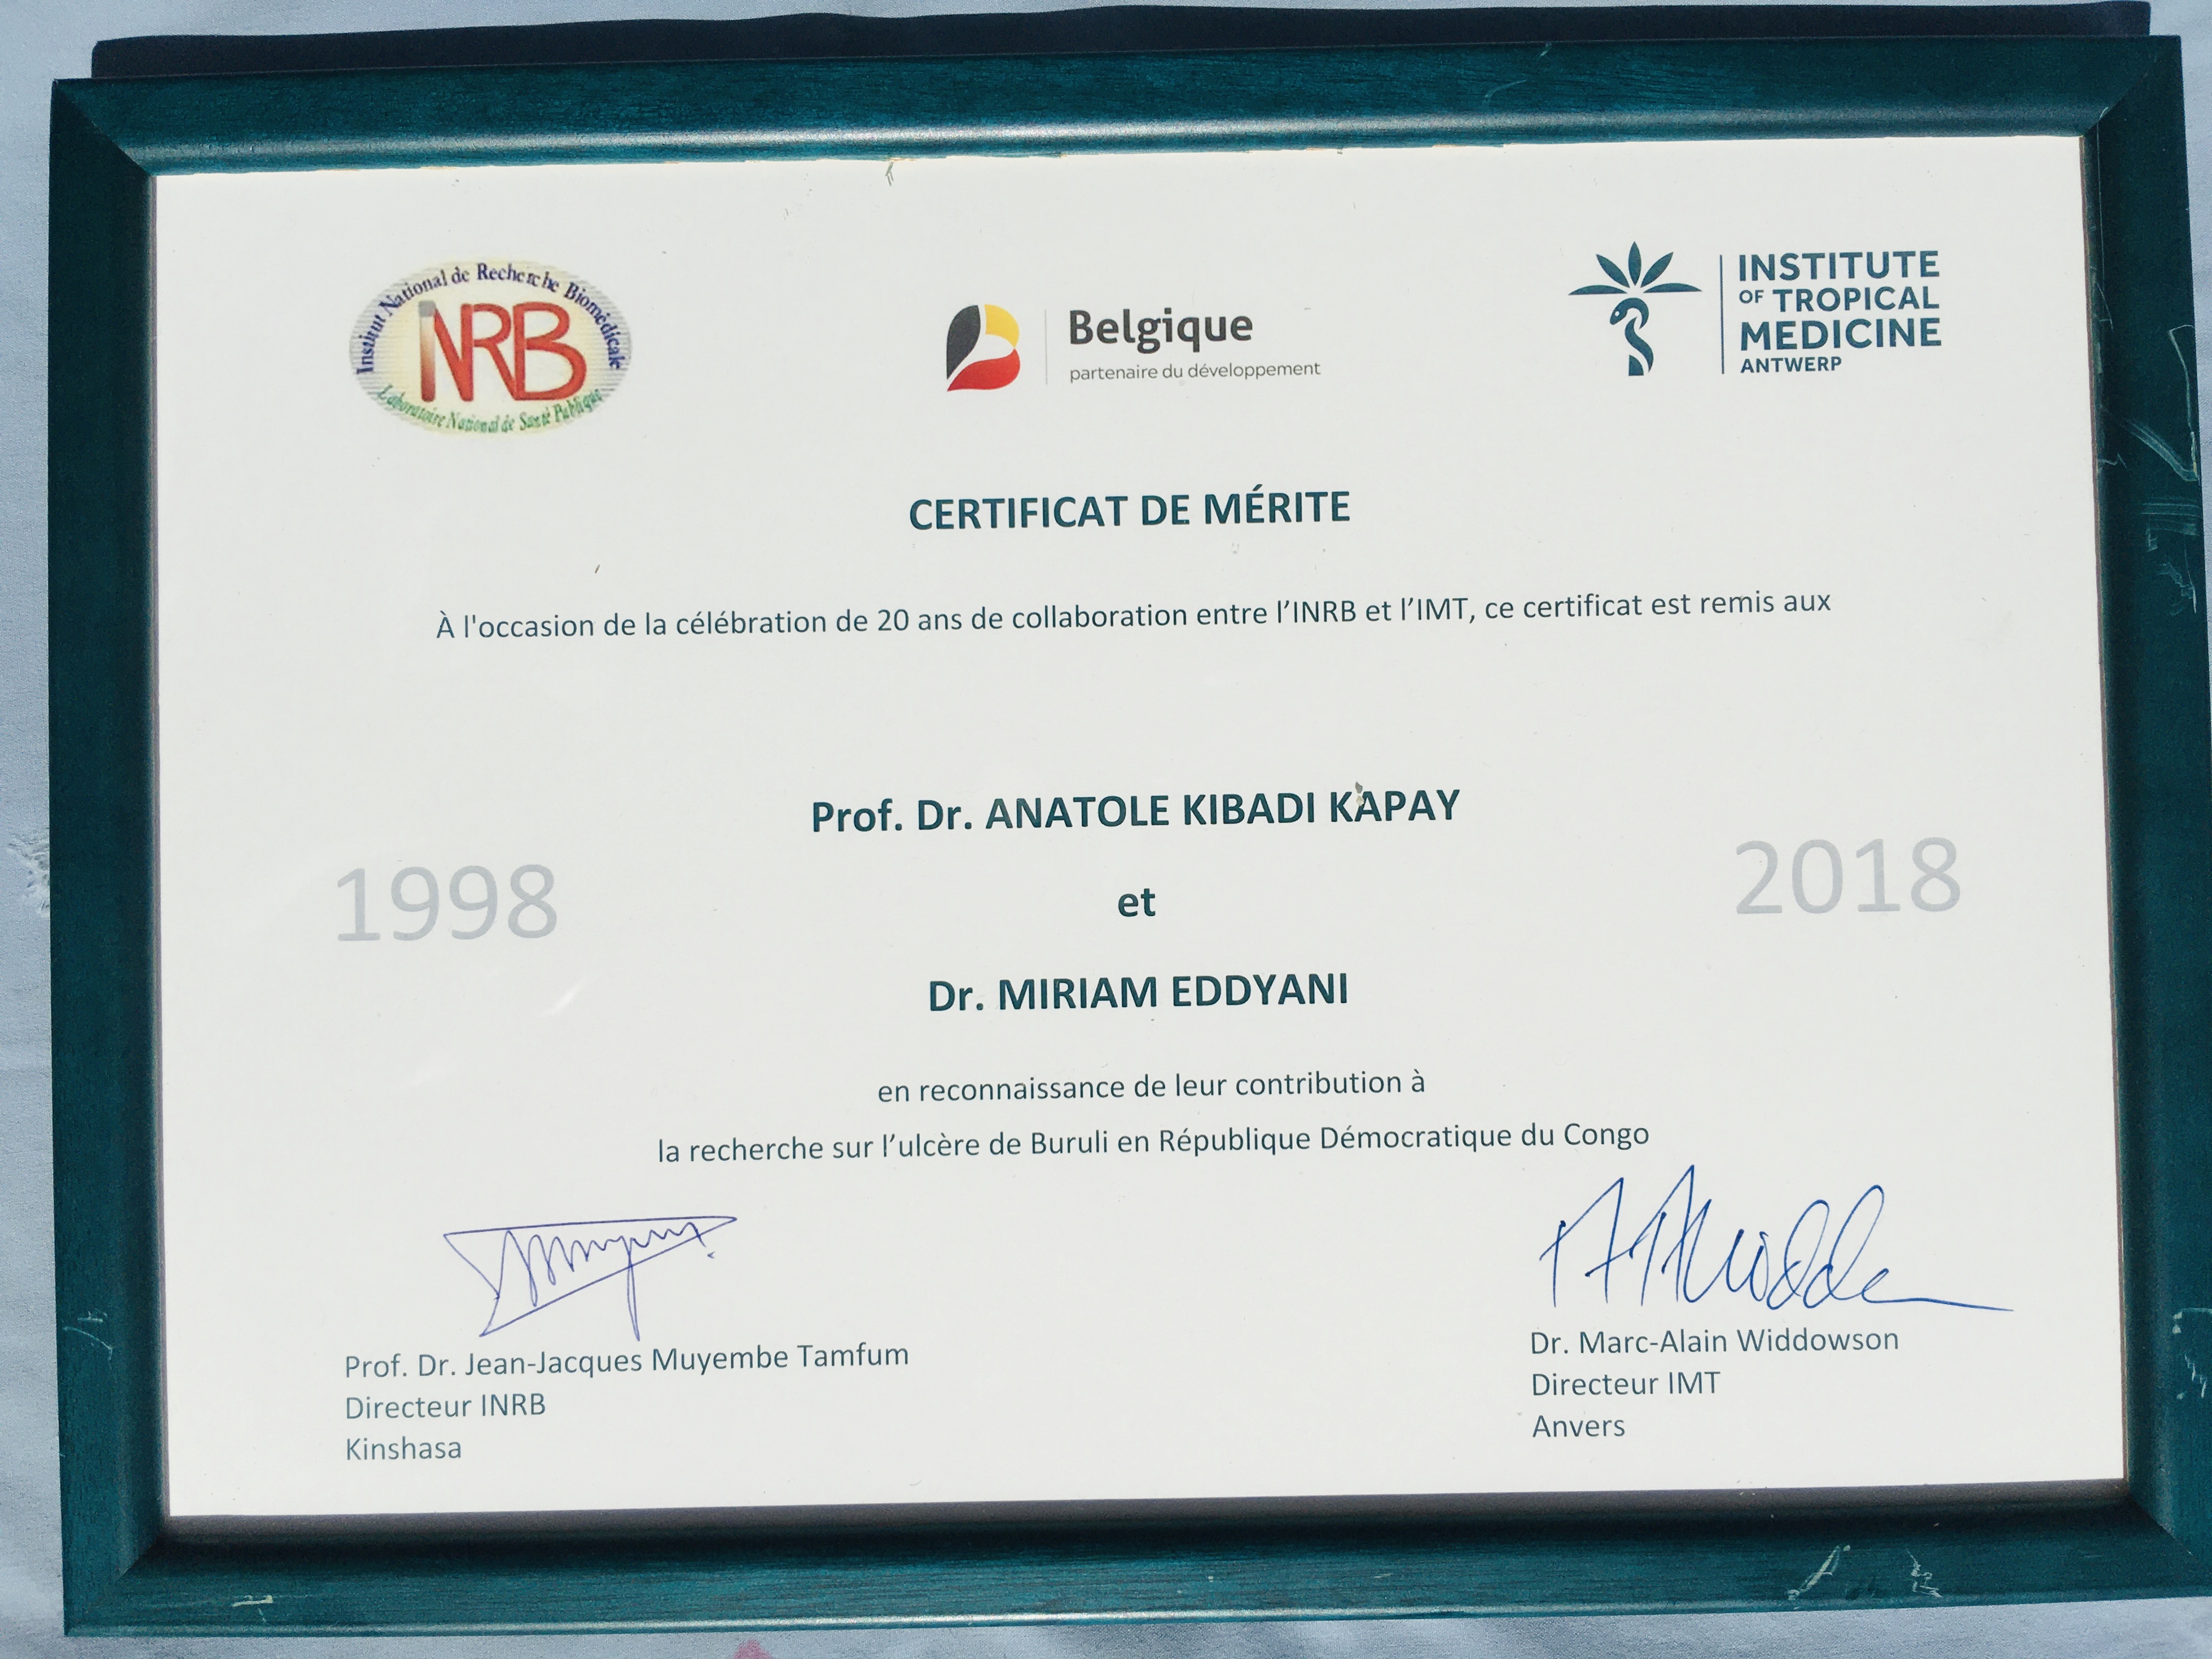 Institut National de Recherche Biomédicale
INRB
Laboratoire National de Santé Publique
Belgique
partenaire du développement
INSTITUTE
OF TROPICAL
MEDICINE
ANTWERP
CERTIFICAT DE MÉRITE
À l'occasion de la célébration de 20 ans de collaboration entre l’INRB et l’IMT, ce certificat est remis aux
Prof. Dr. ANATOLE KIBADI KAPAY
1998
et
2018
Dr. MIRIAM EDDYANI
en reconnaissance de leur contribution à
la recherche sur l’ulcère de Buruli en République Démocratique du Congo
Prof. Dr. Jean-Jacques Muyembe Tamfum
Directeur INRB
Kinshasa
Dr. Marc-Alain Widdowson
Directeur IMT
Anvers